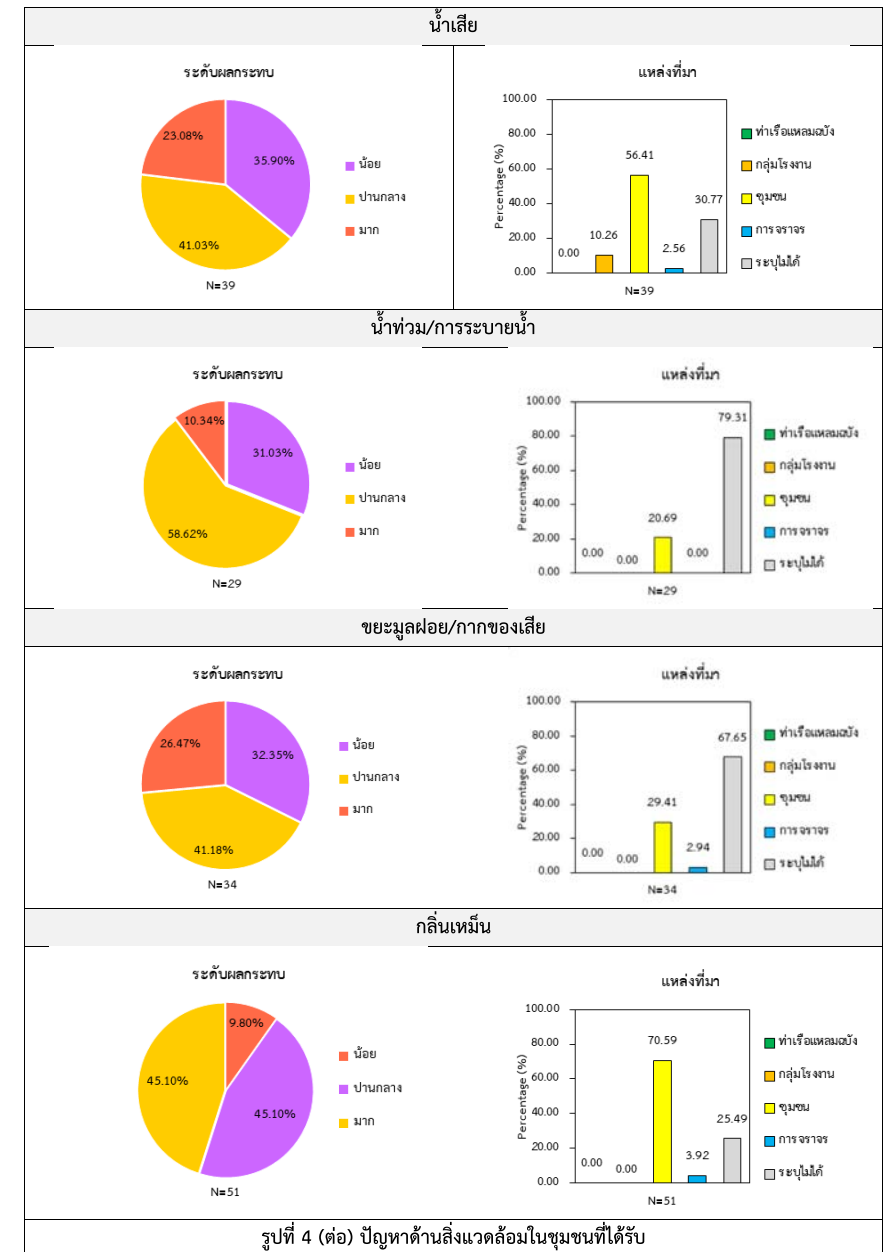 น้ำเสีย
ระดับผลกระทบ
23.08%
35.90%
41.03%
น้อย
ปานกลาง
มาก
N=39
แหล่งที่มา
Percentage (%)
100.00
80.00
60.00
40.00
20.00
0.00
0.00
10.26
56.41
2.56
30.77
ท่าเรือแหลมฉบัง
กลุ่มโรงงาน
ชุมชน
การจราจร
ระบุไม่ได้
N=39
น้ำท่วม/การระบายน้ำ
ระดับผลกระทบ
10.34%
31.03%
58.62%
น้อย
ปานกลาง
มาก
N=29
แหล่งที่มา
Percentage (%)
100.00
80.00
60.00
40.00
20.00
0.00
0.00
0.00
20.69
0.00
79.31
ท่าเรือแหลมฉบัง
กลุ่มโรงงาน
ชุมชน
การจราจร
ระบุไม่ได้
N=29
ขยะมูลฝอย/กากของเสีย
ระดับผลกระทบ
26.47%
32.35%
41.18%
น้อย
ปานกลาง
มาก
N=34
แหล่งที่มา
Percentage (%)
100.00
80.00
60.00
40.00
20.00
0.00
0.00
0.00
29.41
2.94
67.65
ท่าเรือแหลมฉบัง
กลุ่มโรงงาน
ชุมชน
การจราจร
ระบุไม่ได้
N=34
กลิ่นเหม็น
ระดับผลกระทบ
9.80%
45.10%
45.10%
น้อย
ปานกลาง
มาก
N=51
แหล่งที่มา
Percentage (%)
100.00
80.00
60.00
40.00
20.00
0.00
0.00
0.00
70.59
3.92
25.49
ท่าเรือแหลมฉบัง
กลุ่มโรงงาน
ชุมชน
การจราจร
ระบุไม่ได้
N=51
รูปที่ 4 (ต่อ) ปัญหาด้านสิ่งแวดล้อมในชุมชนที่ได้รับ